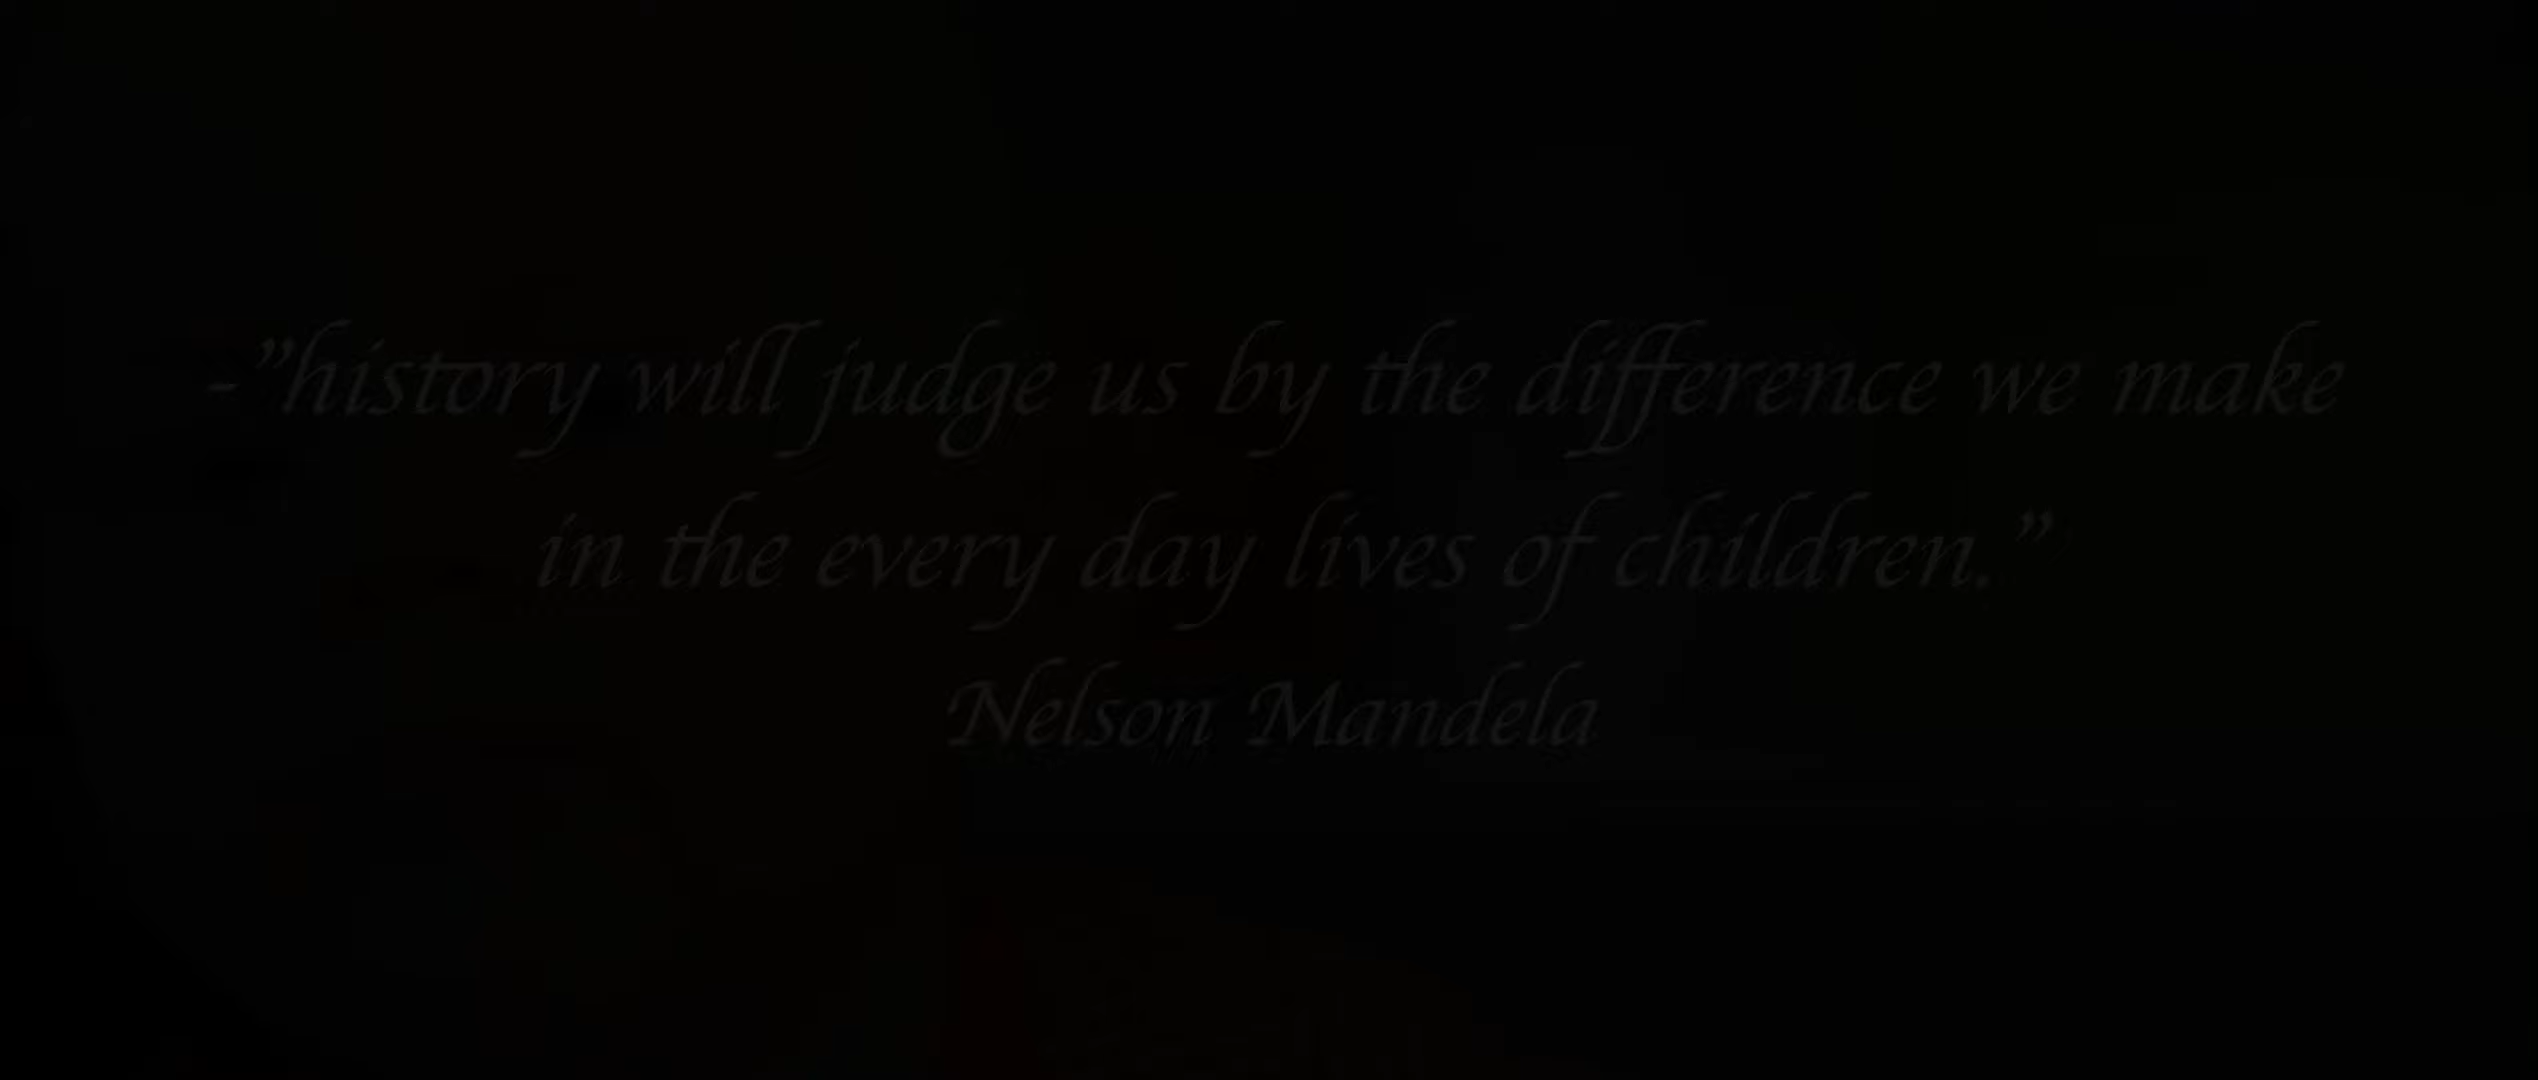 -"history will judge us by the difference we make
in the every day lives of children."
Nelson Mandela